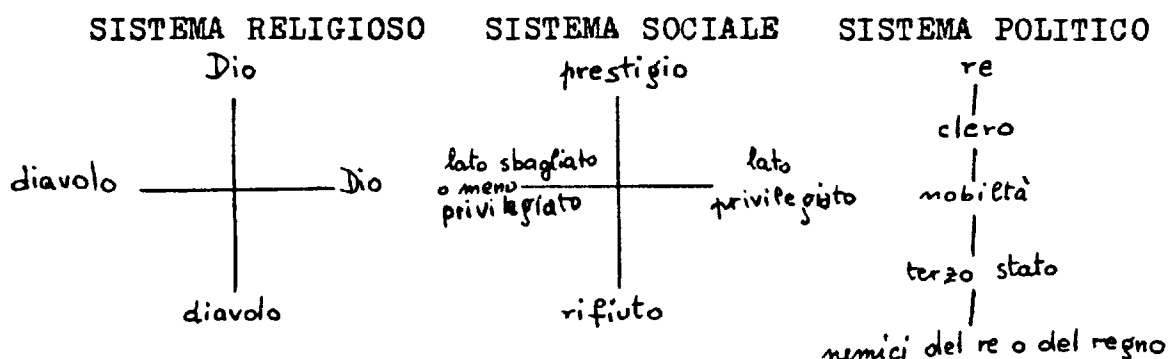 SISTEMA RELIGIOSO SISTEMA SOCIALE SISTEMA POLITICO
Dio
diavolo Dio
diavolo
prestigio
lato sbagliato
o meno
privilegiato
lato
privilegiato
rifiuto
re
clero
nobiltà
terzo stato
nemici del re o del regno